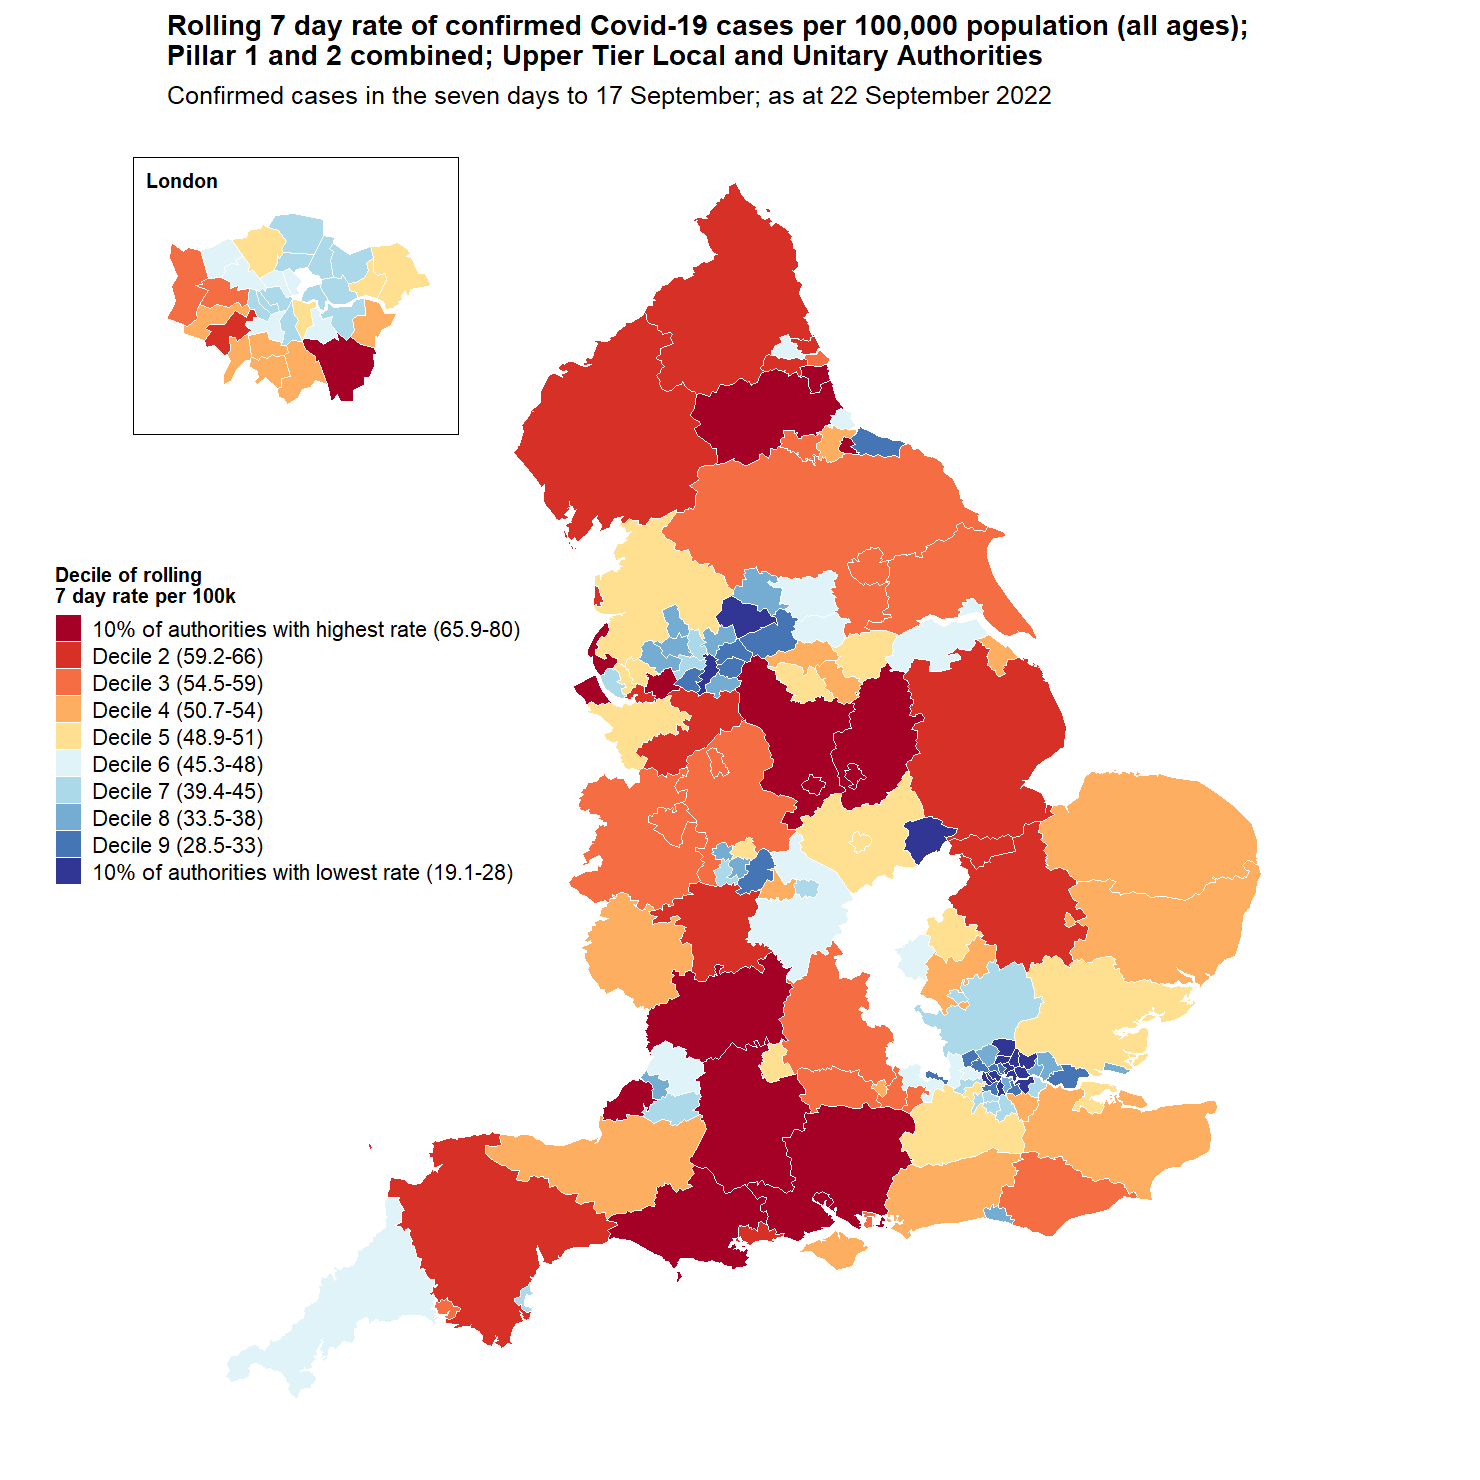 Rolling 7 day rate of confirmed Covid-19 cases per 100,000 population (all ages);
Pillar 1 and 2 combined; Upper Tier Local and Unitary Authorities
Confirmed cases in the seven days to 17 September; as at 22 September 2022
London
Decile of rolling
7 day rate per 100k
10% of authorities with highest rate (65.9-80)
Decile 2 (59.2-66)
Decile 3 (54.5-59)
Decile 4 (50.7-54)
Decile 5 (48.9-51)
Decile 6 (45.3-48)
Decile 7 (39.4-45)
Decile 8 (33.5-38)
Decile 9 (28.5-33)
10% of authorities with lowest rate (19.1-28)